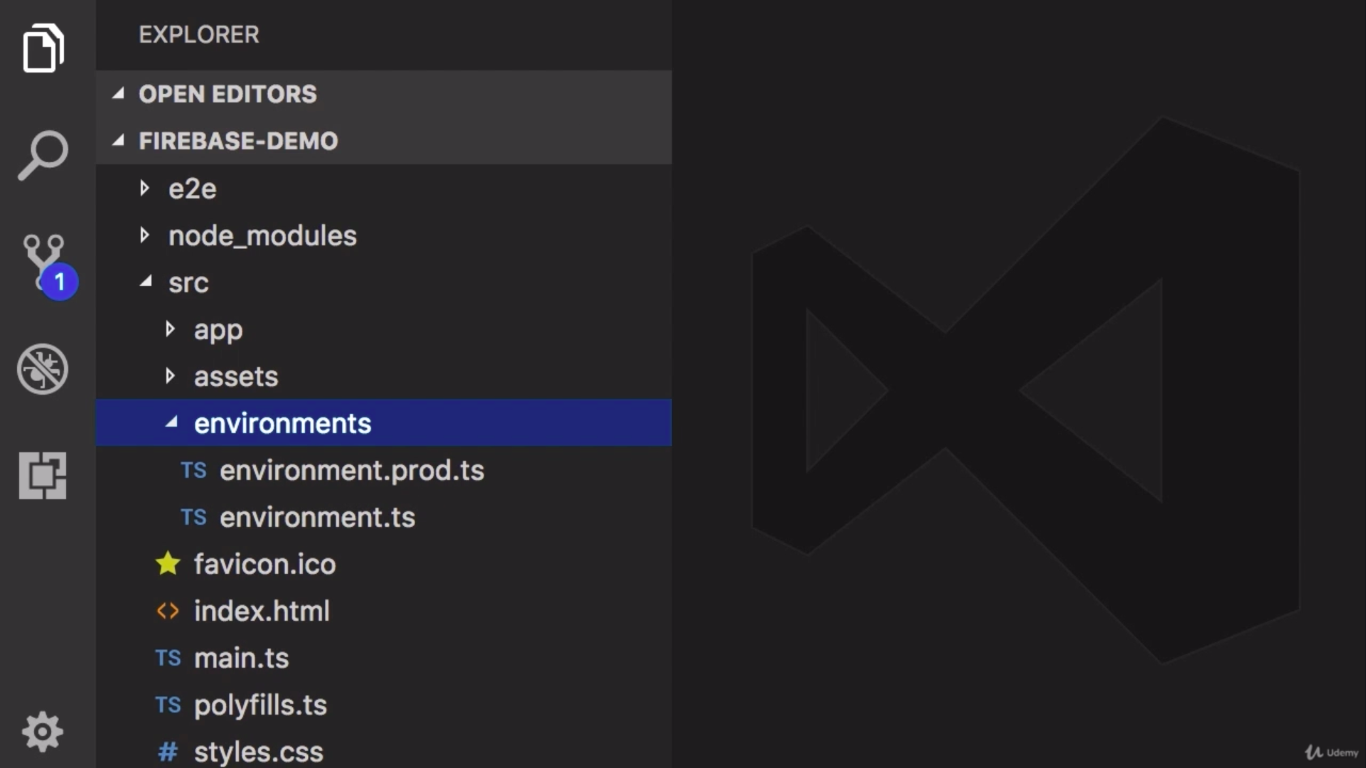 EXPLORER
OPEN EDITORS
FIREBASE-DEMO
e2e
node_modules
src
1
app
assets
environments
TS environment.prod.ts
TS environment.ts
favicon.ico
<> index.html
TS main.ts
TS polyfills.ts
# styles.css
Udemy